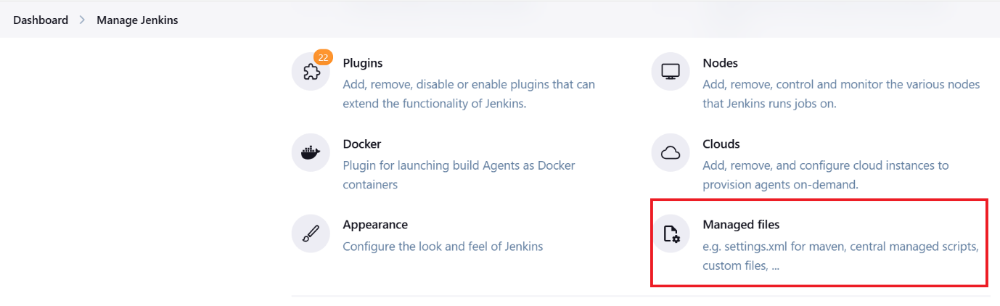 Dashboard > Manage Jenkins
22
Plugins
Add, remove, disable or enable plugins that can
extend the functionality of Jenkins.
Nodes
Add, remove, control and monitor the various nodes
that Jenkins runs jobs on.
Docker
Plugin for launching build Agents as Docker
containers
Clouds
Add, remove, and configure cloud instances to
provision agents on-demand.
Appearance
Configure the look and feel of Jenkins
Managed files
e.g. settings.xml for maven, central managed scripts,
custom files, ...